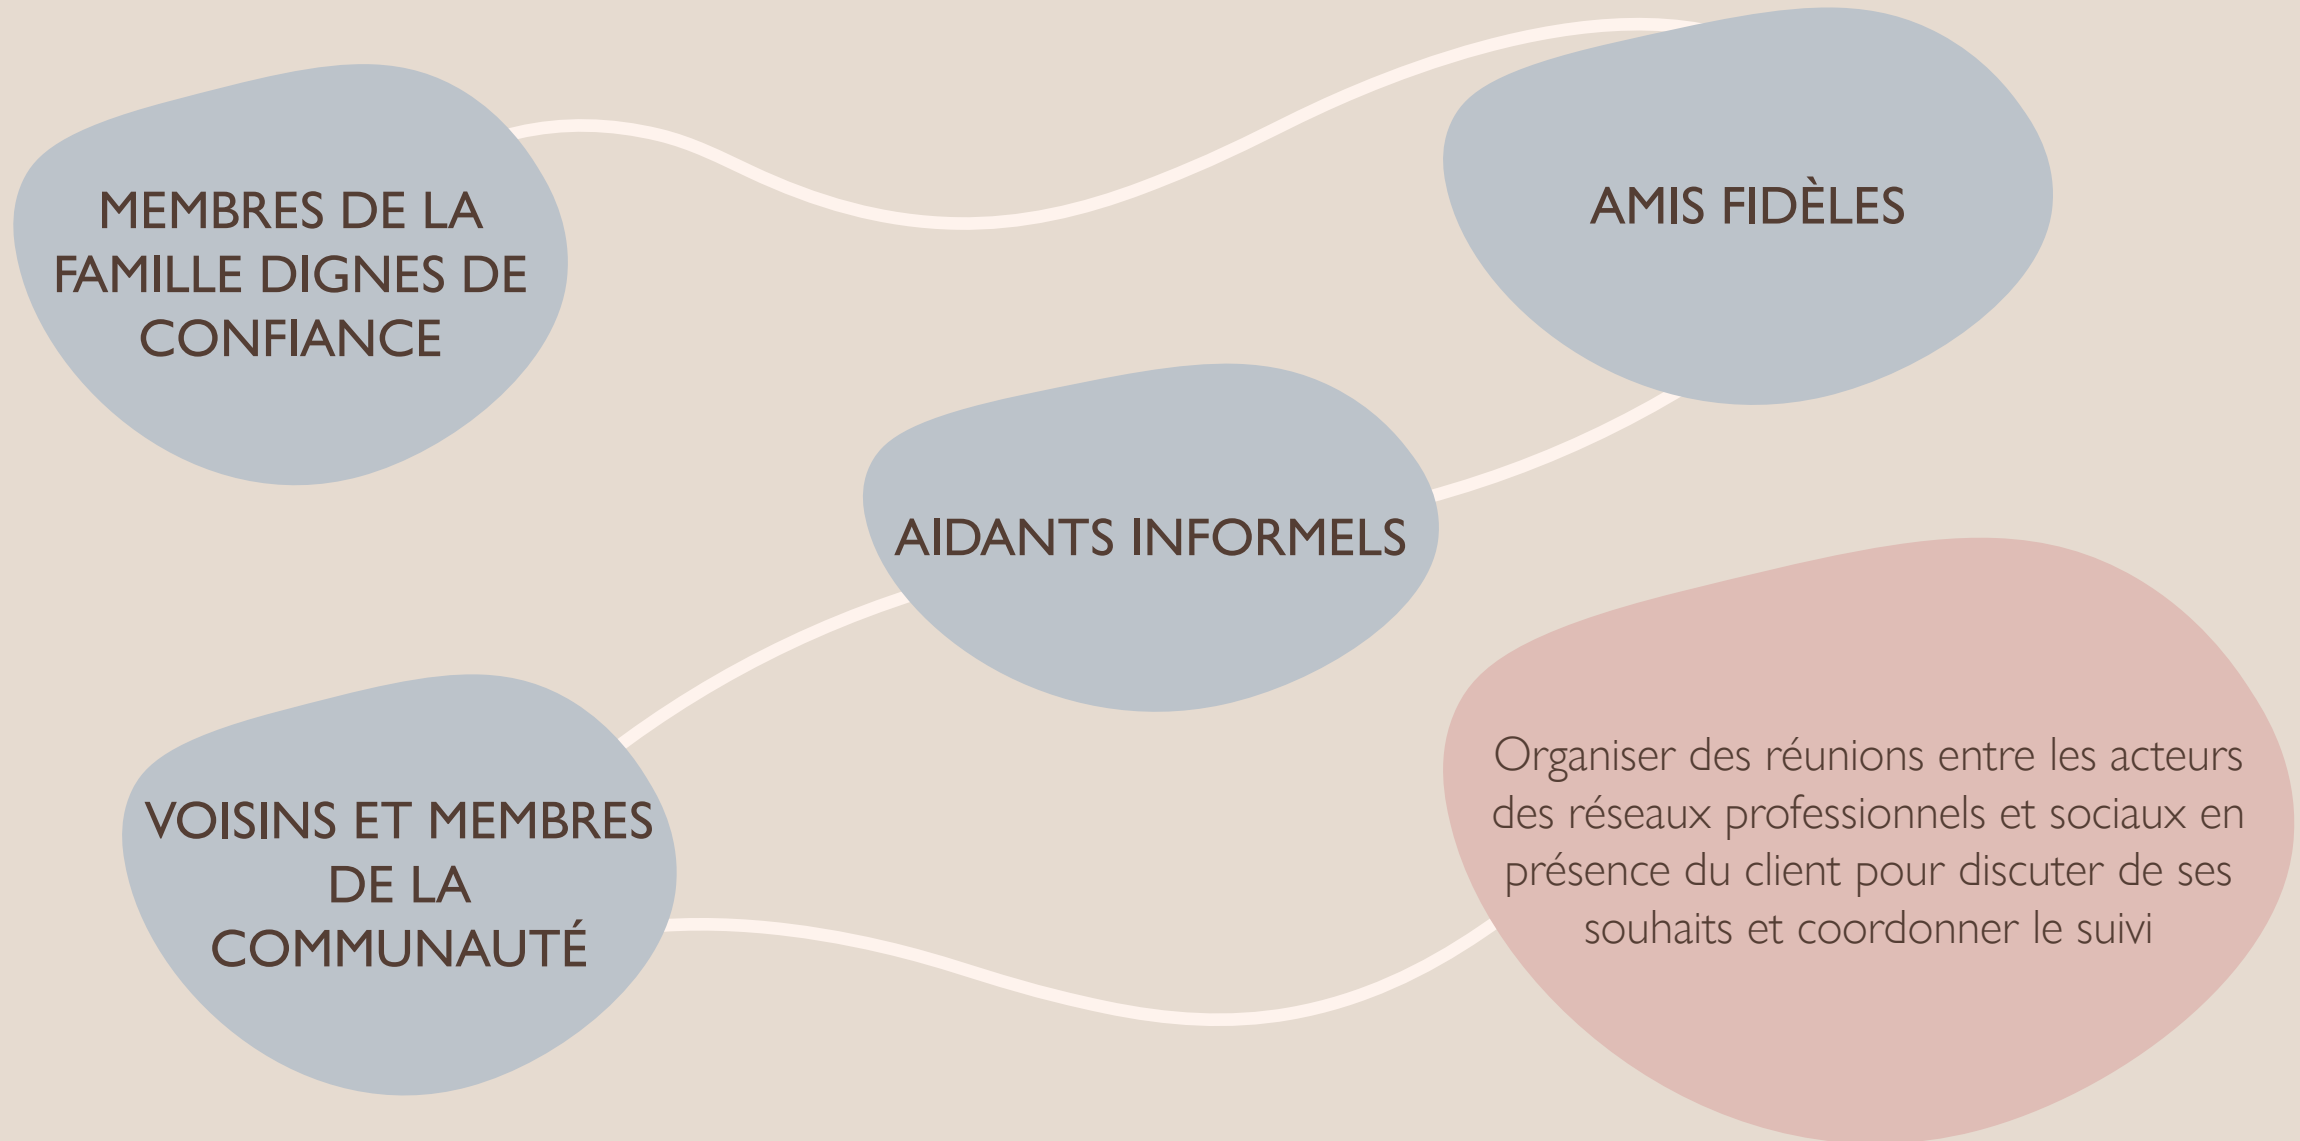 MEMBRES DE LA
FAMILLE DIGNES DE
CONFIANCE
AMIS FIDÈLES
AIDANTS INFORMELS
VOISINS ET MEMBRES
DE LA
COMMUNAUTÉ
Organiser des réunions entre les acteurs
des réseaux professionnels et sociaux en
présence du client pour discuter de ses
souhaits et coordonner le suivi